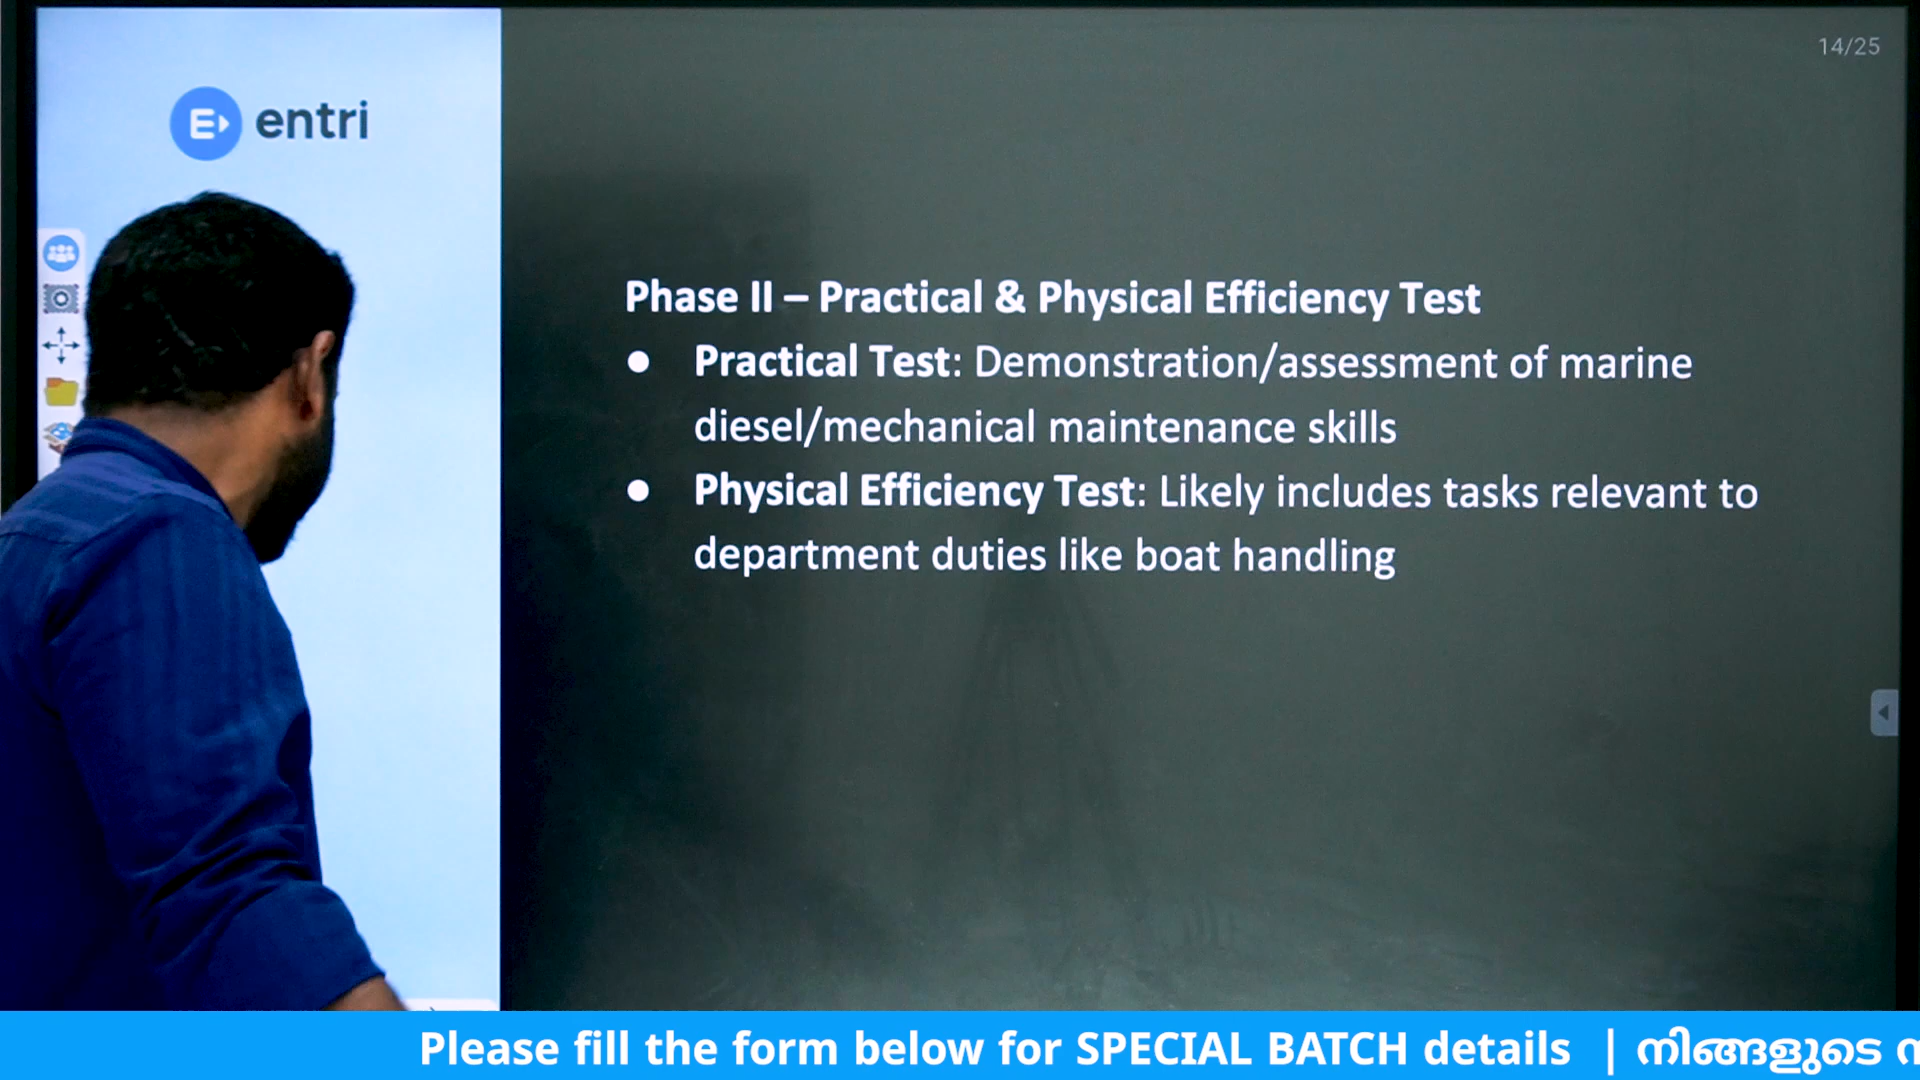 14/25
entri
Phase II – Practical & Physical Efficiency Test
● Practical Test: Demonstration/assessment of marine
diesel/mechanical maintenance skills
● Physical Efficiency Test: Likely includes tasks relevant to
department duties like boat handling
Please fill the form below for SPECIAL BATCH details | നിങ്ങളുടെ